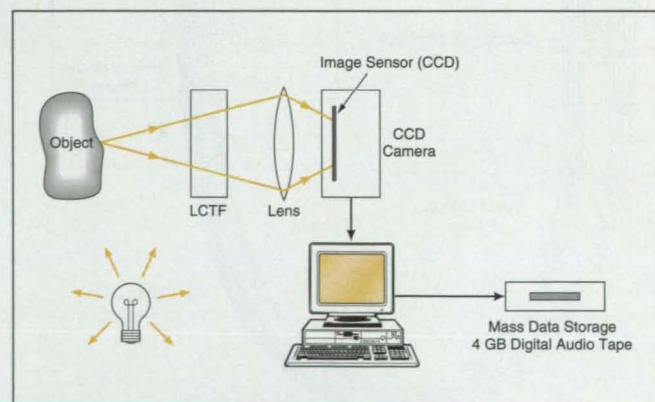 Image Sensor (CCD)
Object
CCD
Camera
LCTF
Lens
Mass Data Storage
4 GB Digital Audio Tape